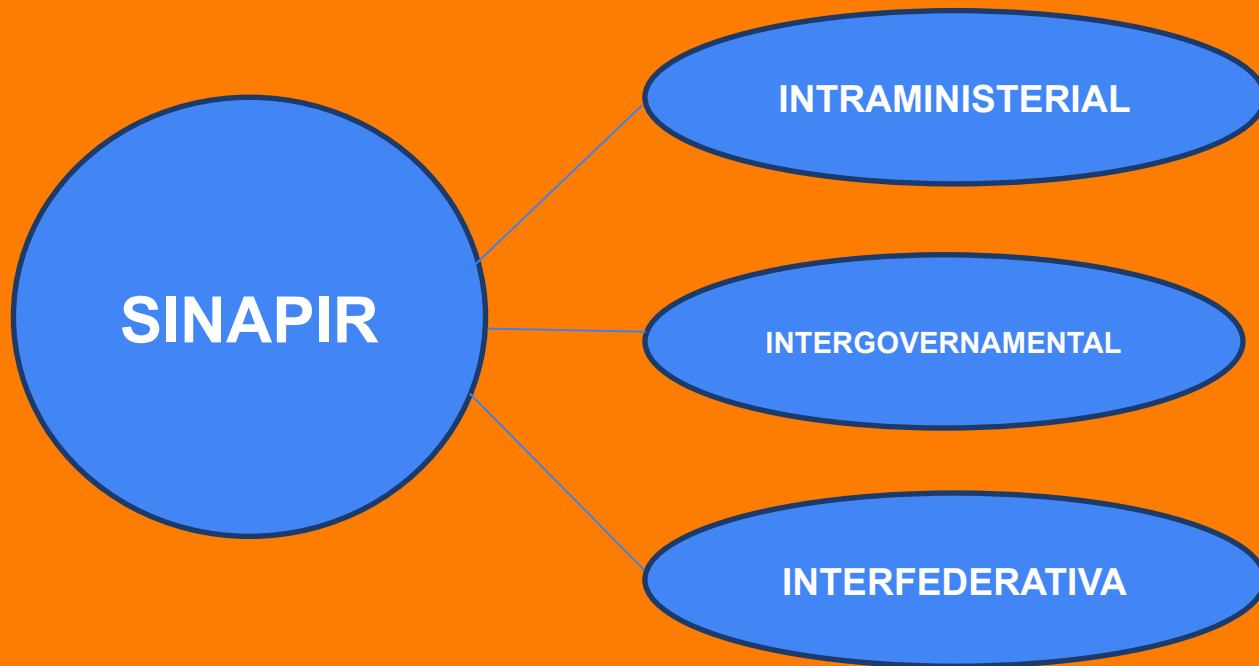 INTRAMINISTERIAL
SINAPIR
INTERGOVERNAMENTAL
INTERFEDERATIVA